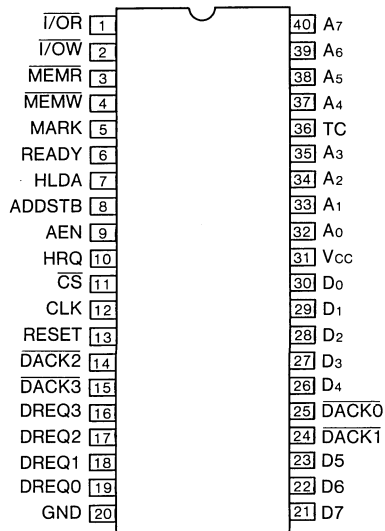 I/OR 1 40 A7
I/OW 2 39 A6
MEMR 3 38 A5
MEMW 4 37 A4
MARK 5 36 TC
READY 6 35 A3
HLDA 7 34 A2
ADDSTB 8 33 A1
AEN 9 32 A0
HRQ 10 31 VCC
CS 11 30 D0
CLK 12 29 D1
RESET 13 28 D2
DACK2 14 27 D3
DACK3 15 26 D4
DREQ3 16 25 DACK0
DREQ2 17 24 DACK1
DREQ1 18 23 D5
DREQ0 19 22 D6
GND 20 21 D7